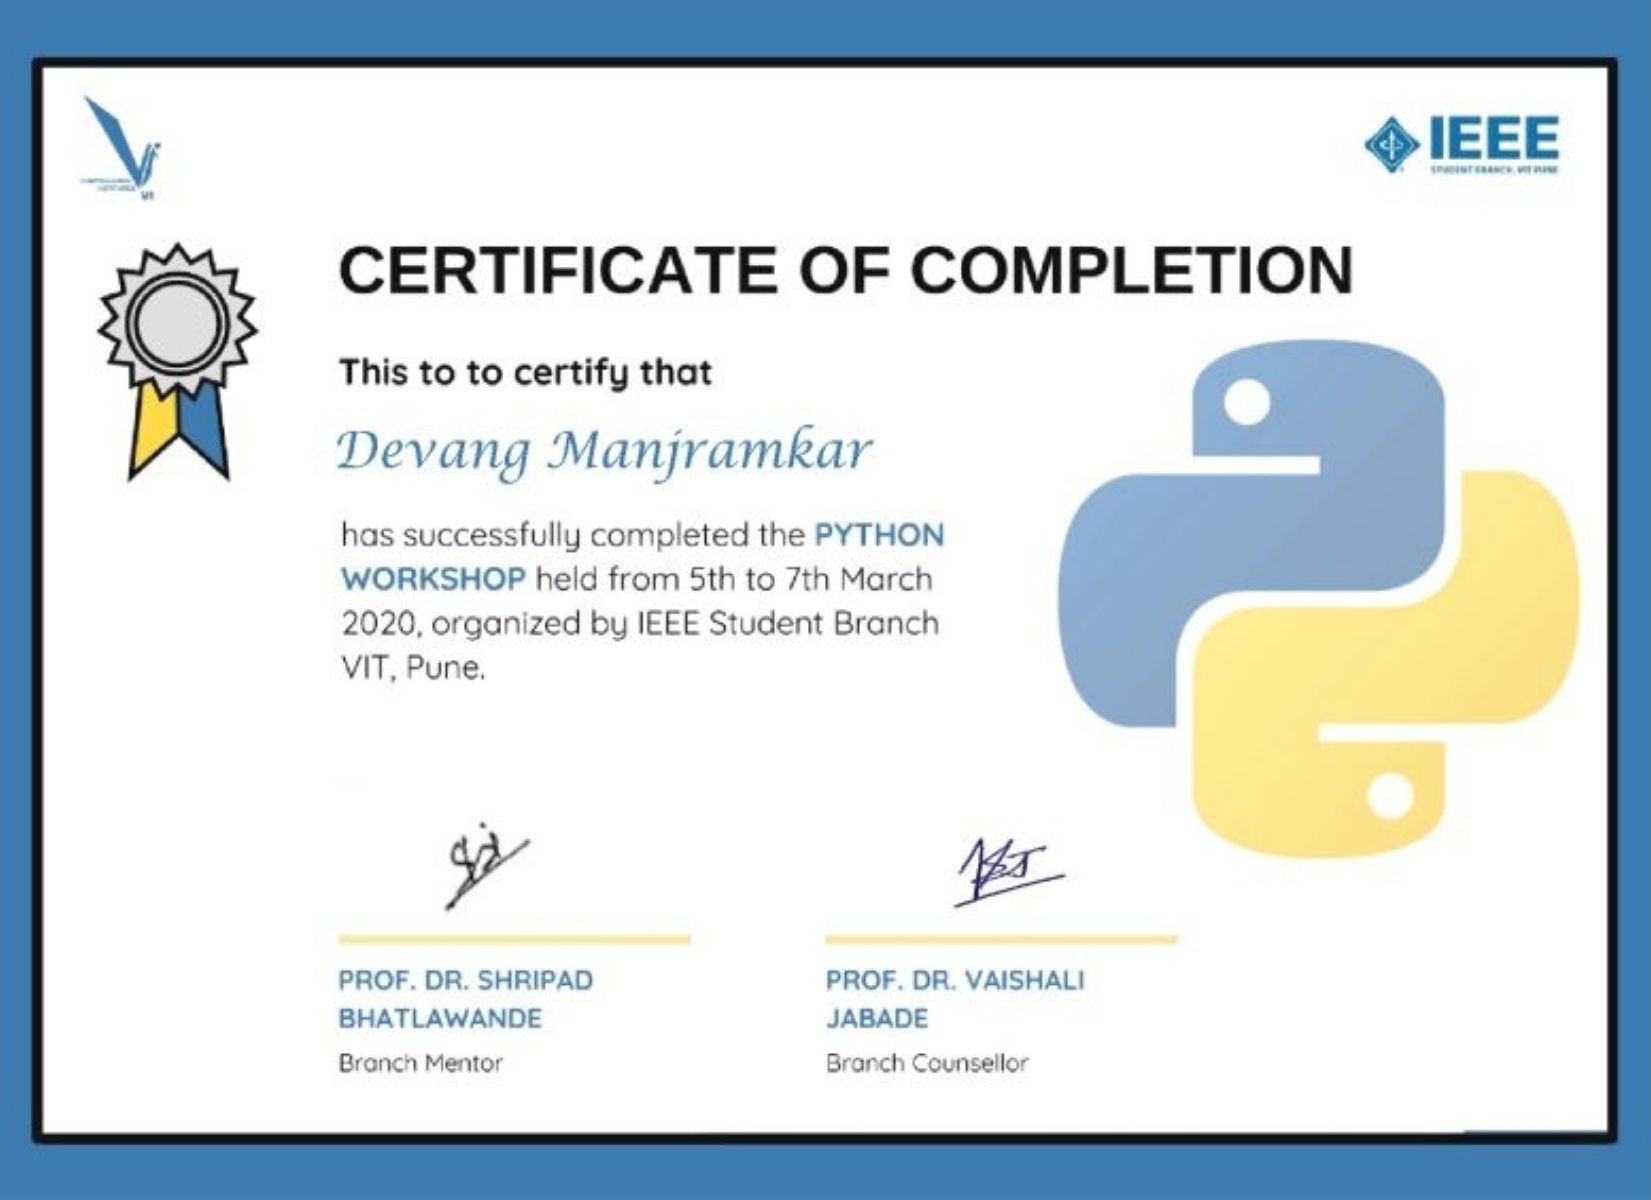 Vi
VIT
IEEE
STUDENT BRANCH, VIT PUNE
CERTIFICATE OF COMPLETION
This to to certify that
Devang Manjramkar
has successfully completed the PYTHON
WORKSHOP held from 5th to 7th March
2020, organized by IEEE Student Branch
VIT, Pune.
PROF. DR. SHRIPAD
BHATLAWANDE
Branch Mentor
PROF. DR. VAISHALI
JABADE
Branch Counsellor